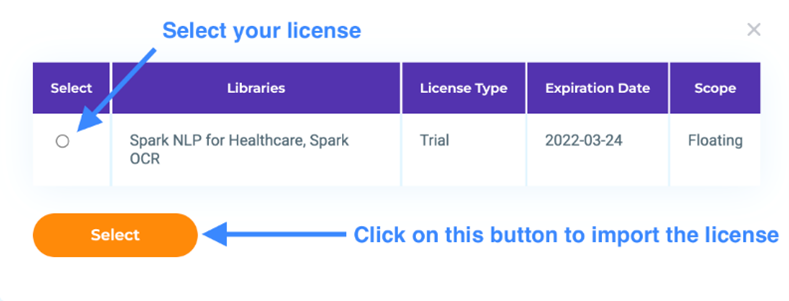 Select your license
Select Libraries License Type Expiration Date Scope
Spark NLP for Healthcare, Spark Trial 2022-03-24 Floating
OCR
Select
Click on this button to import the license